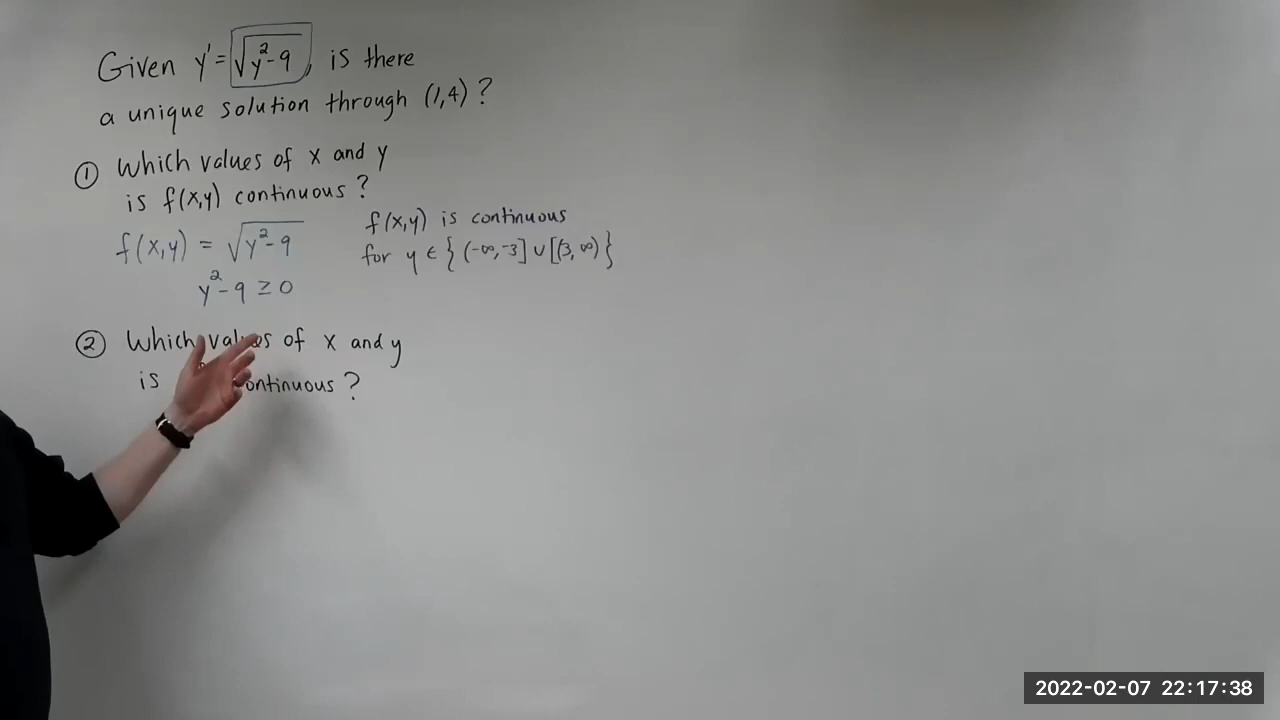 Given y' = √y²-9, is there
a unique solution through (1,4)?
① Which values of x and y
is f(x,y) continuous?
f(x,y) = √y²-9
y²-9 ≥ 0
f(x,y) is continuous
for y ∈ {(-∞,-3] ∪ [3,∞)}
② Which values of x and y
is continuous?
2022-02-07 22:17:38